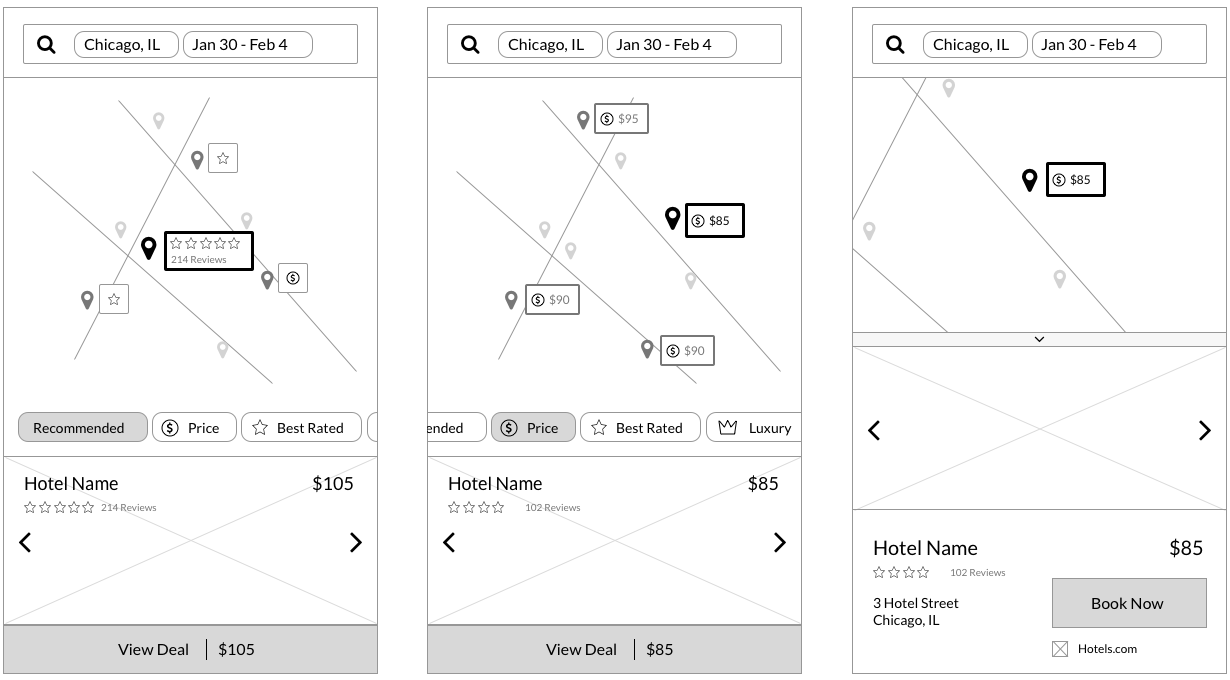 Chicago, IL
Jan 30 - Feb 4
214 Reviews
Recommended
Price
Best Rated
Hotel Name
$105
214 Reviews
View Deal
$105
Chicago, IL
Jan 30 - Feb 4
$95
$85
$90
$90
ended
Price
Best Rated
Luxury
Hotel Name
$85
102 Reviews
View Deal
$85
Chicago, IL
Jan 30 - Feb 4
$85
Hotel Name
$85
102 Reviews
3 Hotel Street
Chicago, IL
Book Now
Hotels.com